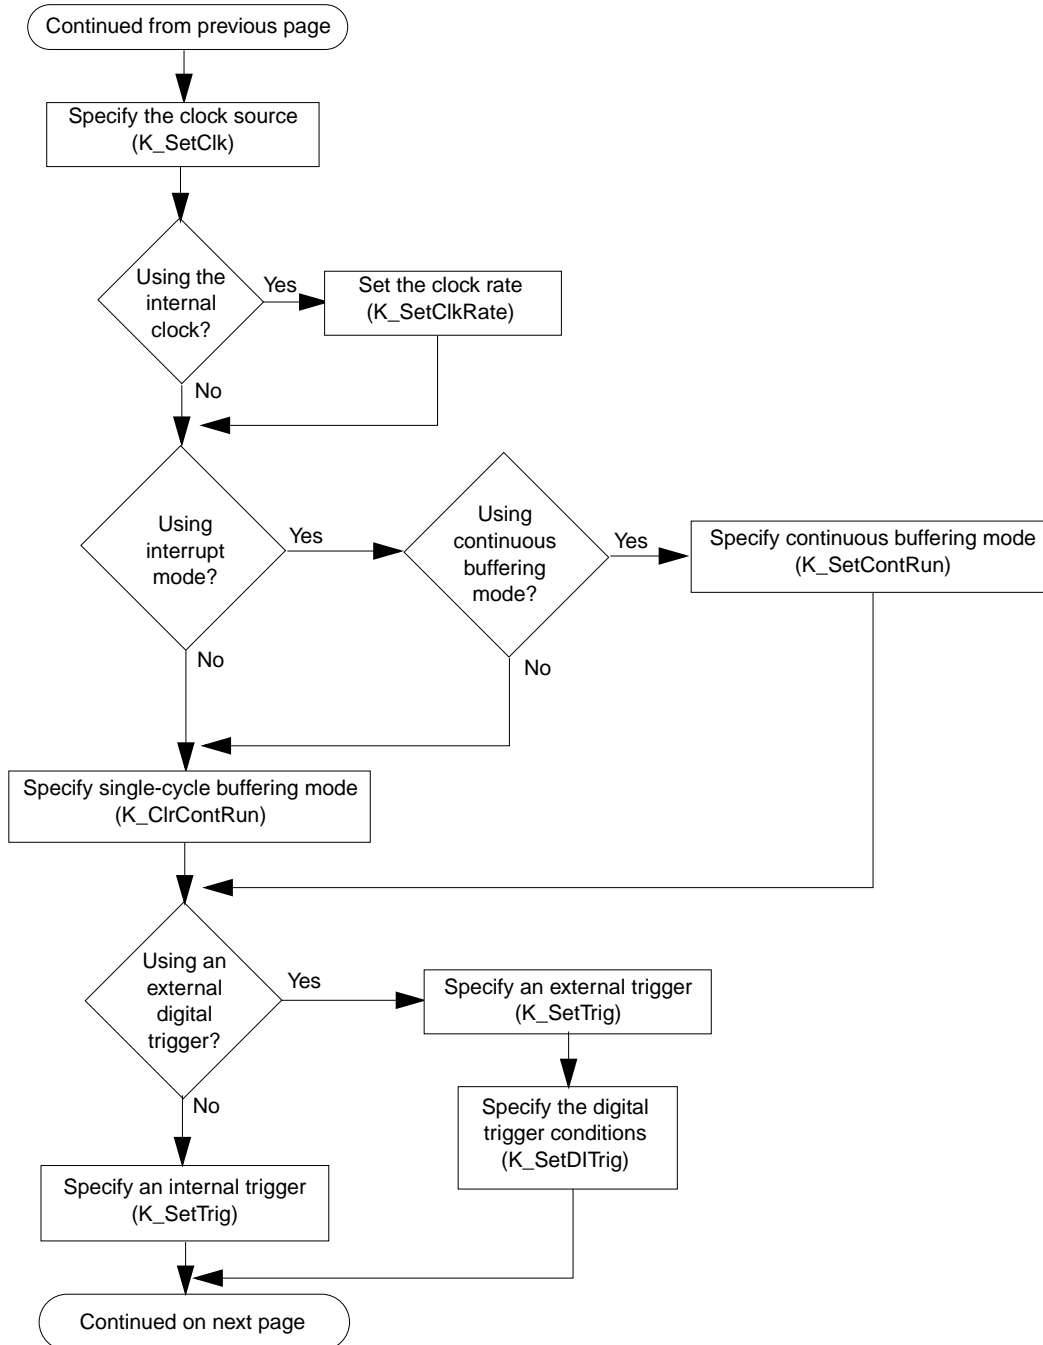 Continued from previous page
Specify the clock source
(K_SetClk)
Using the
internal
clock?
Yes
Set the clock rate
(K_SetClkRate)
No
Using
interrupt
mode?
Yes
Using
continuous
buffering
mode?
Yes
Specify continuous buffering mode
(K_SetContRun)
No
No
Specify single-cycle buffering mode
(K_ClrContRun)
Using an
external
digital
trigger?
Yes
Specify an external trigger
(K_SetTrig)
No
Specify the digital
trigger conditions
(K_SetDITrig)
Specify an internal trigger
(K_SetTrig)
Continued on next page